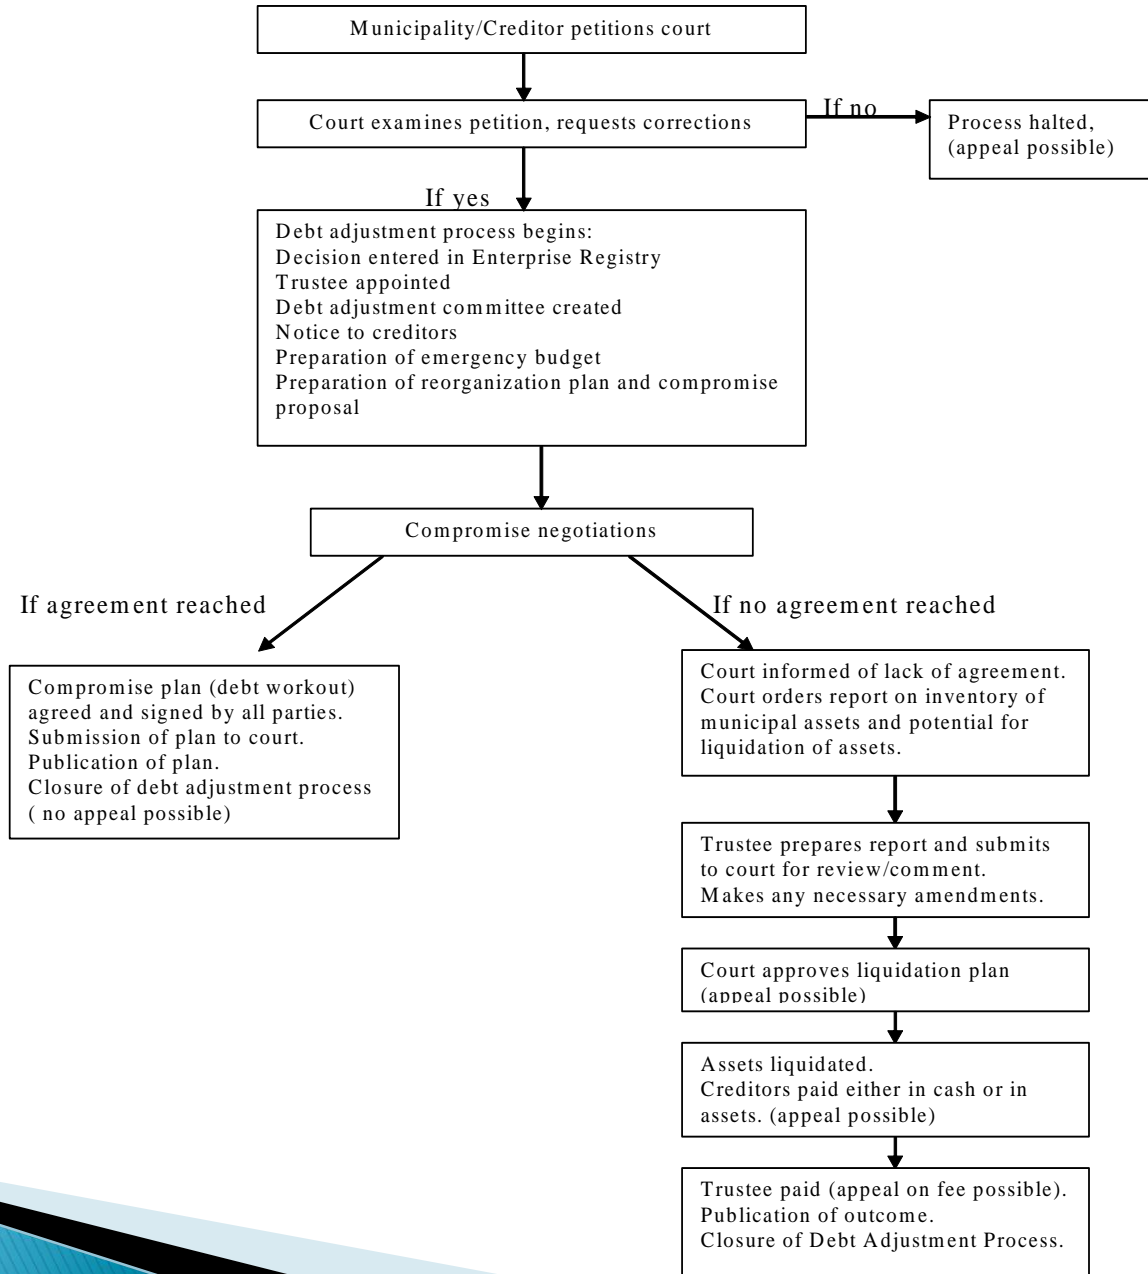 Municipality/Creditor petitions court
Court examines petition, requests corrections
If no
Process halted,
(appeal possible)
If yes
Debt adjustment process begins:
Decision entered in Enterprise Registry
Trustee appointed
Debt adjustment committee created
Notice to creditors
Preparation of emergency budget
Preparation of reorganization plan and compromise
proposal
Compromise negotiations
If agreement reached
If no agreement reached
Compromise plan (debt workout)
agreed and signed by all parties.
Submission of plan to court.
Publication of plan.
Closure of debt adjustment process
( no appeal possible)
Court informed of lack of agreement.
Court orders report on inventory of
municipal assets and potential for
liquidation of assets.
Trustee prepares report and submits
to court for review/comment.
Makes any necessary amendments.
Court approves liquidation plan
(appeal possible)
Assets liquidated.
Creditors paid either in cash or in
assets. (appeal possible)
Trustee paid (appeal on fee possible).
Publication of outcome.
Closure of Debt Adjustment Process.